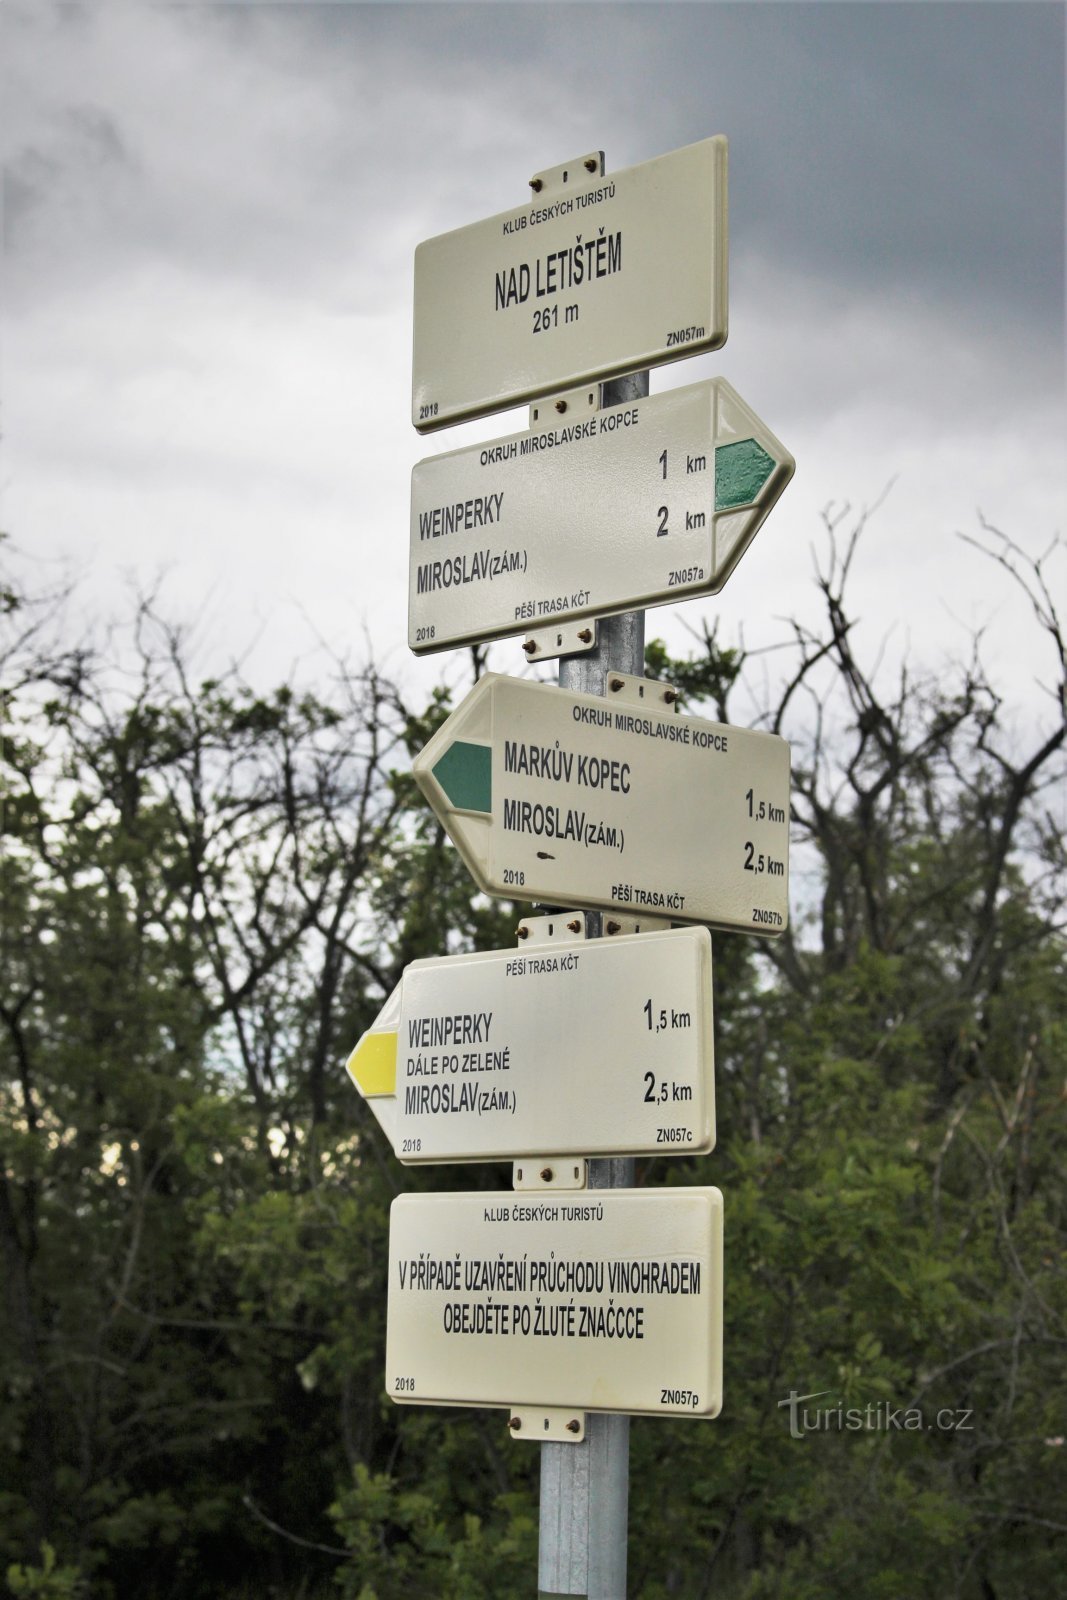 KLUB ČESKÝCH TURISTŮ
NAD LETIŠTĚM
261 m
2018 ZN057m
OKRUH MIROSLAVSKÉ KOPCE
WEINPERKY 1 km
MIROSLAV(ZÁM.) 2 km
2018 PĚŠÍ TRASA KČT ZN057a
OKRUH MIROSLAVSKÉ KOPCE
MARKŮV KOPEC 1,5 km
MIROSLAV(ZÁM.) 2,5 km
2018 PĚŠÍ TRASA KČT ZN057b
PĚŠÍ TRASA KČT
WEINPERKY 1,5 km
DÁLE PO ZELENÉ
MIROSLAV(ZÁM.) 2,5 km
2018 ZN057c
KLUB ČESKÝCH TURISTŮ
V PŘÍPADĚ UZAVŘENÍ PRŮCHODU VINOHRADEM
OBEJDĚTE PO ŽLUTÉ ZNAČCCE
2018 ZN057p
Turistika.cz